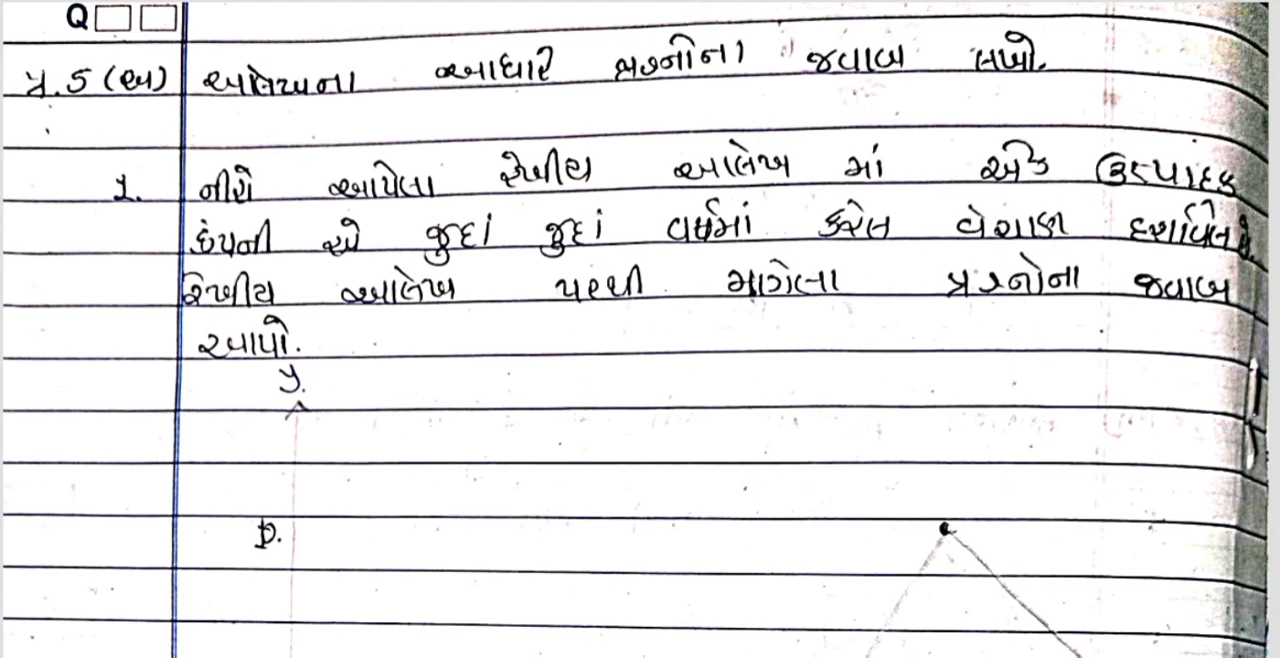 Q
પ્ર.5 (અ) આલેખના આધારે પ્રશ્નોના જવાબ લખો.
1. નીચે આપેલા રેખીય આલેખ માં એક ઉત્પાદક
કંપની એ જુદાં જુદાં વર્ષમાં કરેલ વેચાણ દર્શાવેલ છે.
રેખીય આલેખ પરથી માગેલા પ્રશ્નોના જવાબ
આપો.
y.
D.